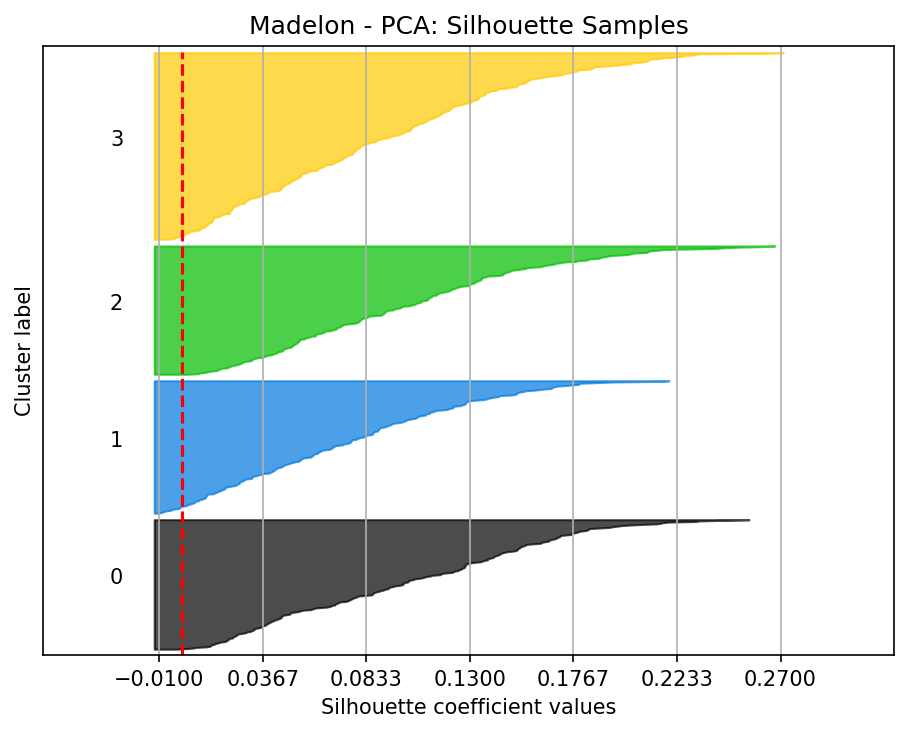 Madelon - PCA: Silhouette Samples
3
2
1
0
Cluster label
−0.0100 0.0367 0.0833 0.1300 0.1767 0.2233 0.2700
Silhouette coefficient values